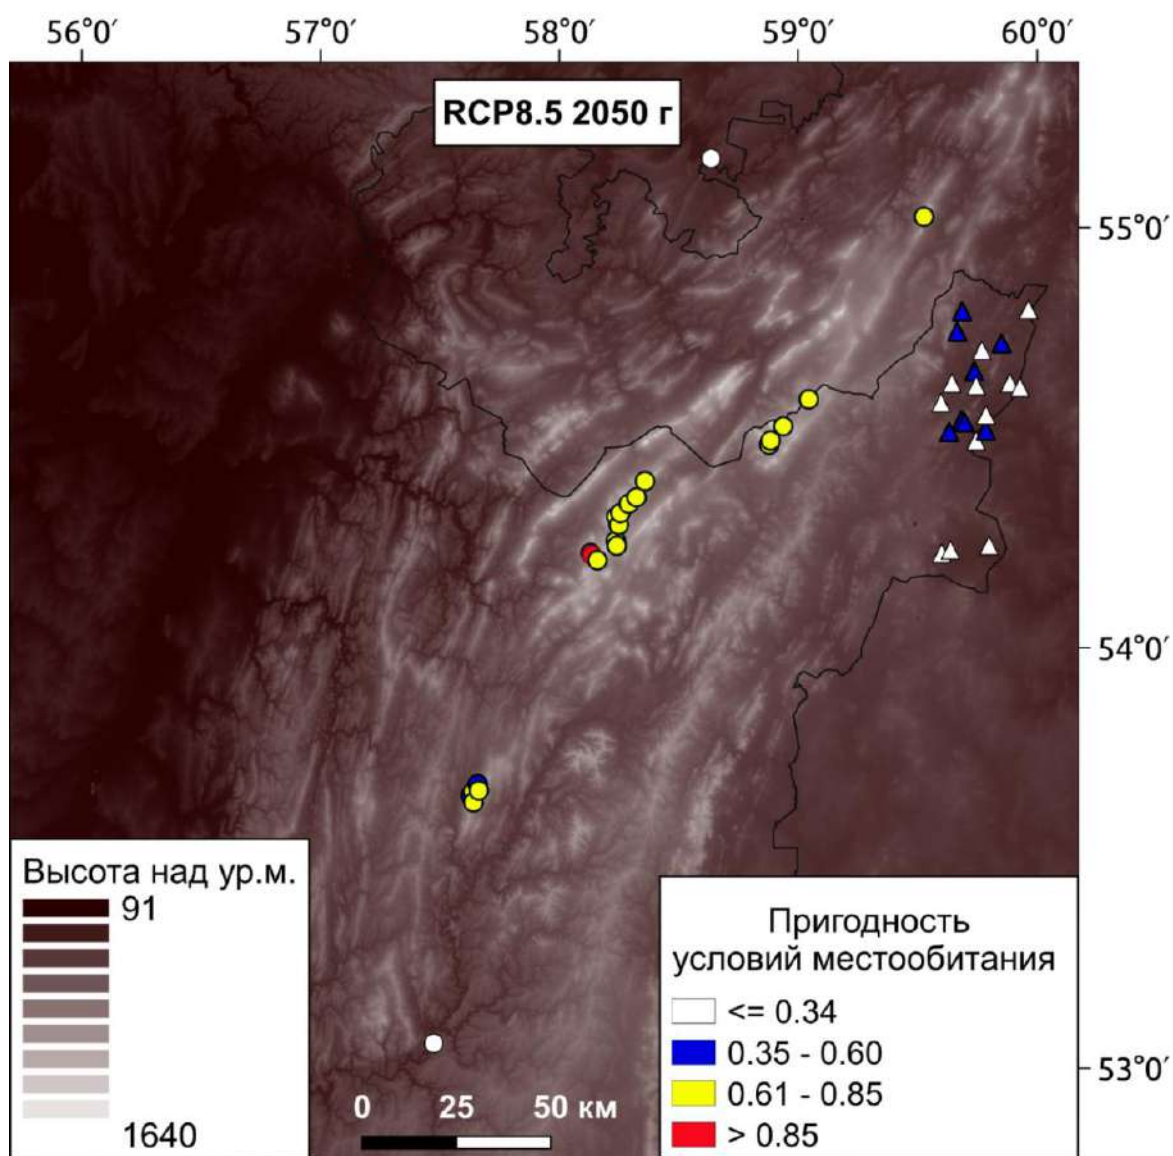 56°0′ 57°0′ 58°0′ 59°0′ 60°0′
RCP8.5 2050 г
55°0′
54°0′
53°0′
Высота над ур.м.
91
1640
0 25 50 км
Пригодность
условий местообитания
<= 0.34
0.35 - 0.60
0.61 - 0.85
> 0.85